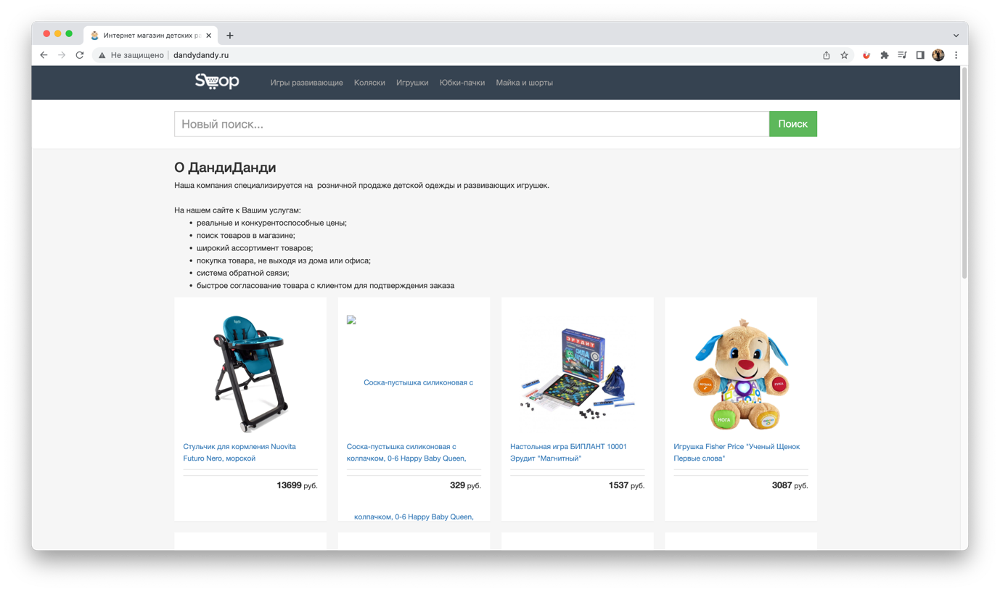 Интернет магазин детских ра
Не защищено
dandydandy.ru
Shop
Игры развивающие Коляски Игрушки Юбки-пачки Майка и шорты
Новый поиск...
Поиск
О ДандиДанди
Наша компания специализируется на розничной продаже детской одежды и развивающих игрушек.
На нашем сайте к Вашим услугам:
• реальные и конкурентоспособные цены;
• поиск товаров в магазине;
• широкий ассортимент товаров;
• покупка товара, не выходя из дома или офиса;
• система обратной связи;
• быстрое согласование товара с клиентом для подтверждения заказа
Стульчик для кормления Nuovita
Futuro Nero, морской
13699 руб.
Соска-пустышка силиконовая с
Соска-пустышка силиконовая с
колпачком, 0-6 Happy Baby Queen,
329 руб.
колпачком, 0-6 Happy Baby Queen,
ЭРУДИТ
СИЛА
Настольная игра БИПЛАНТ 10001
Эрудит "Магнитный"
1537 руб.
РУКА
НОГА
Игрушка Fisher Price "Ученый Щенок
Первые слова"
3087 руб.